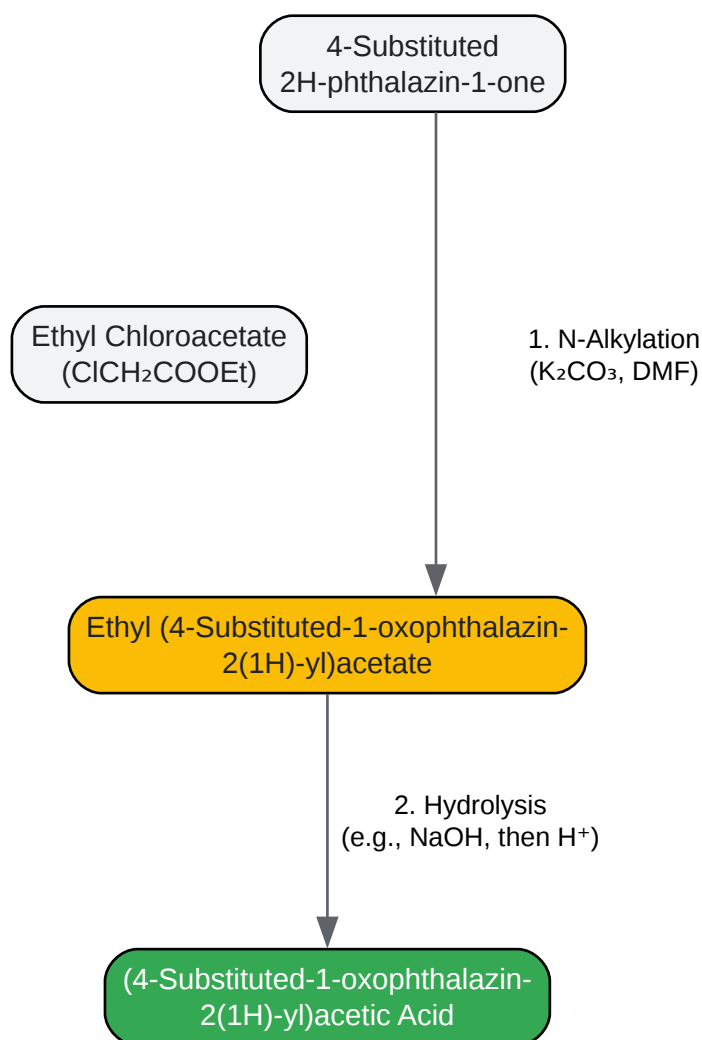 4-Substituted
2H-phthalazin-1-one
Ethyl Chloroacetate
(ClCH₂COOEt)
1. N-Alkylation
(K₂CO₃, DMF)
Ethyl (4-Substituted-1-oxophthalazin-
2(1H)-yl)acetate
2. Hydrolysis
(e.g., NaOH, then H⁺)
(4-Substituted-1-oxophthalazin-
2(1H)-yl)acetic Acid